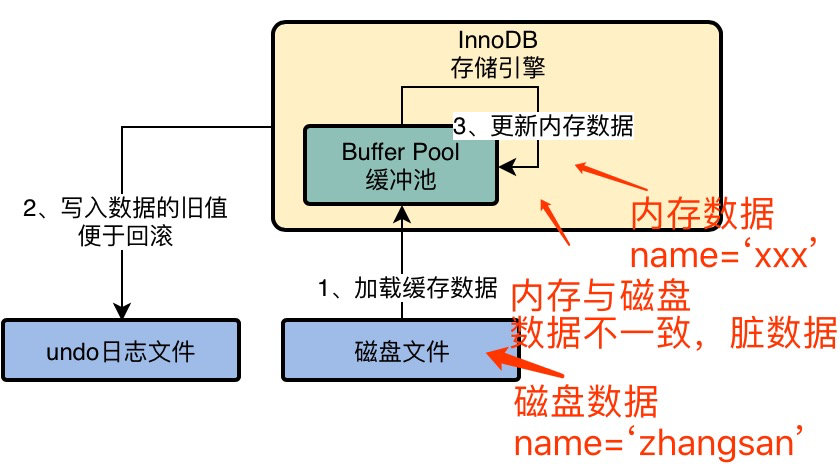 InnoDB
存储引擎
3、更新内存数据
Buffer Pool
缓冲池
2、写入数据的旧值
便于回滚
内存数据
name=‘xxx’
1、加载缓存数据
内存与磁盘
数据不一致，脏数据
undo日志文件
磁盘文件
磁盘数据
name=‘zhangsan’